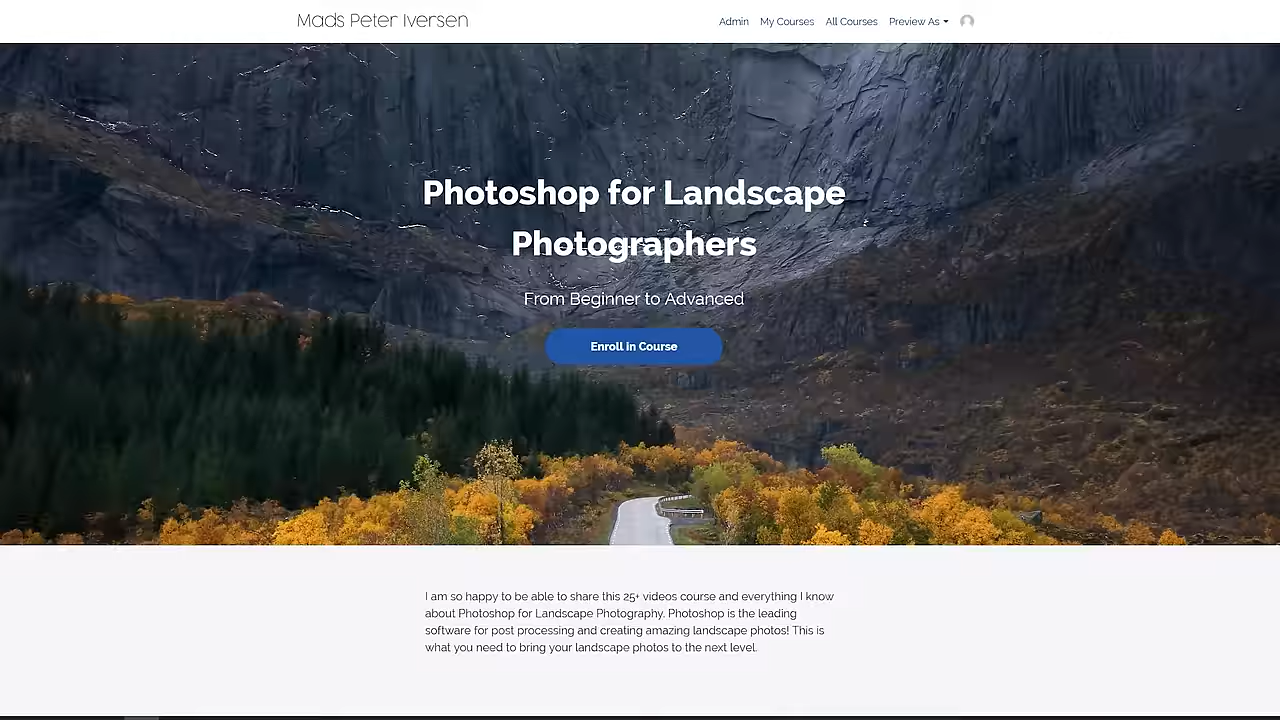 Mads Peter Iversen
Admin My Courses All Courses Preview As
Photoshop for Landscape
Photographers
From Beginner to Advanced
Enroll in Course
I am so happy to be able to share this 25+ videos course and everything I know
about Photoshop for Landscape Photography. Photoshop is the leading
software for post processing and creating amazing landscape photos! This is
what you need to bring your landscape photos to the next level.